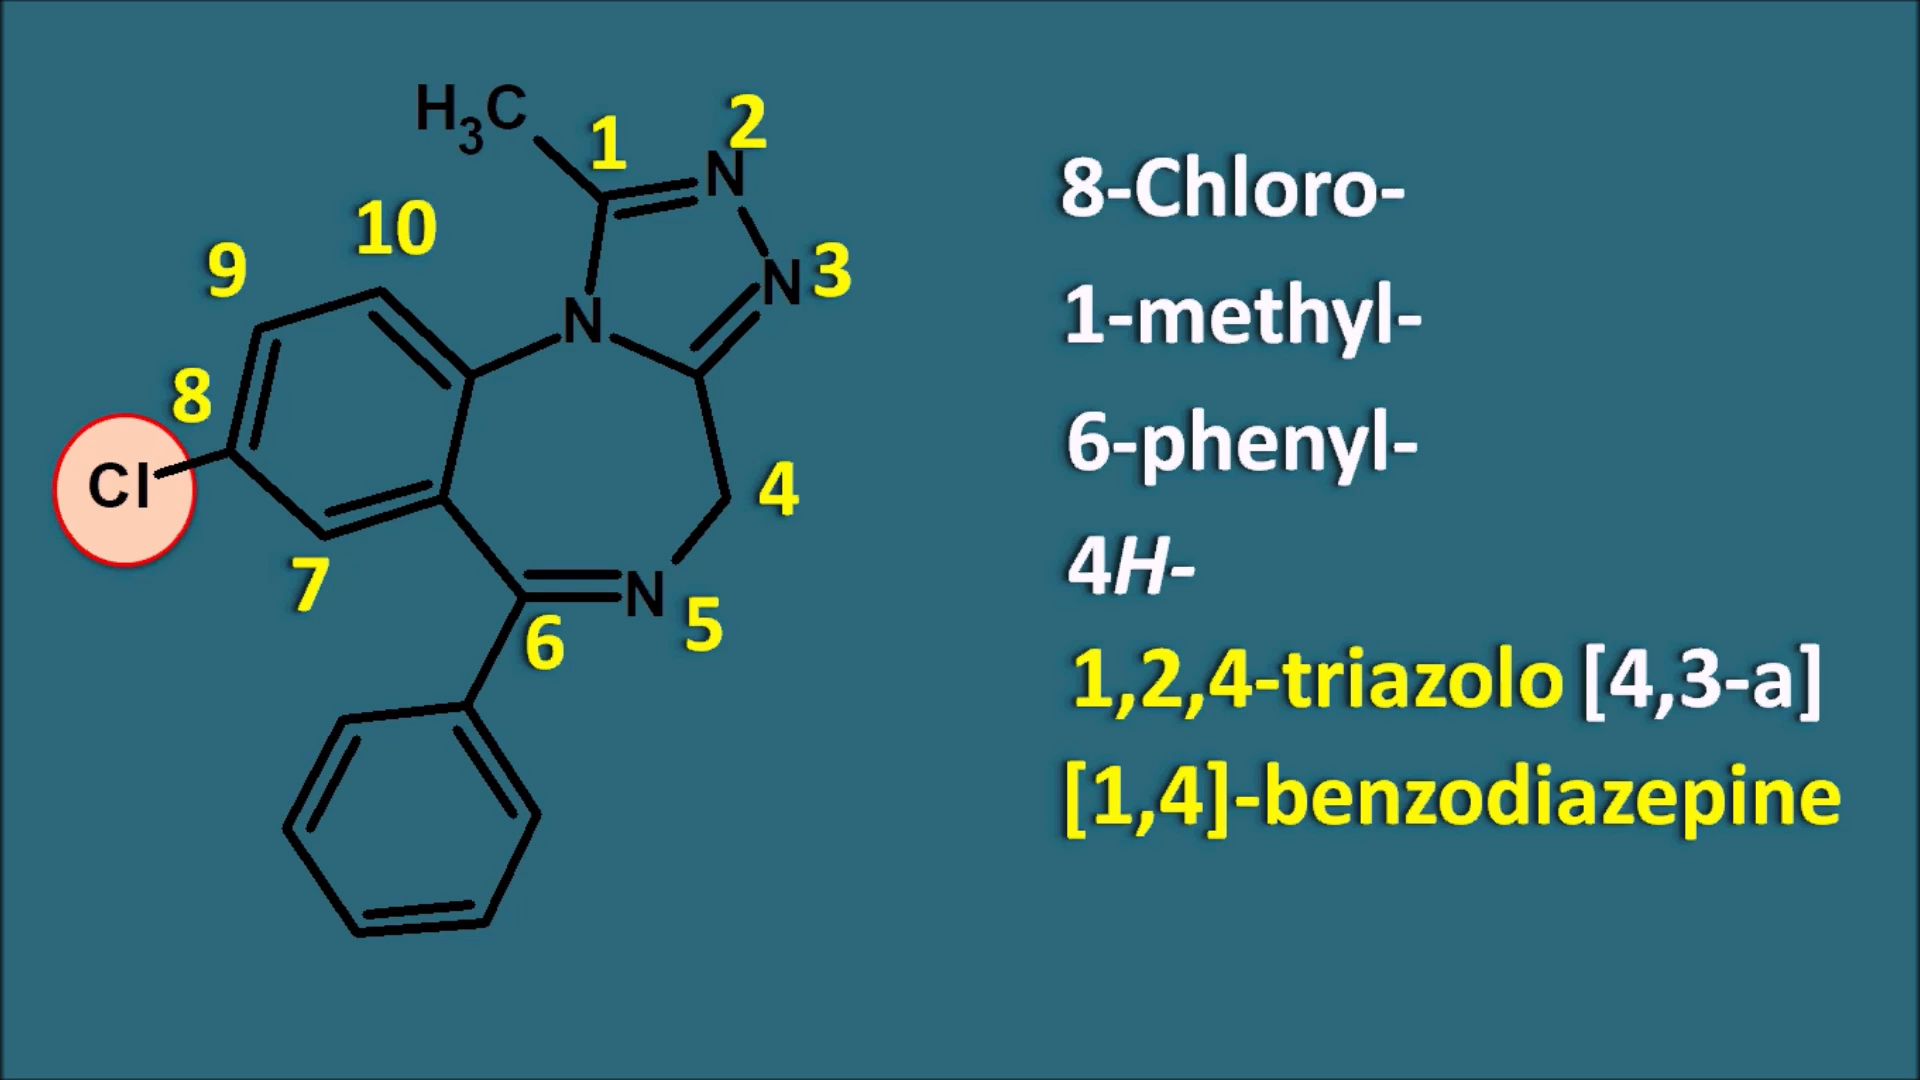 H3C
1
2
N
10
9
N
3
N
8
Cl
4
7
6
N
5
8-Chloro-
1-methyl-
6-phenyl-
4H-
1,2,4-triazolo [4,3-a]
[1,4]-benzodiazepine